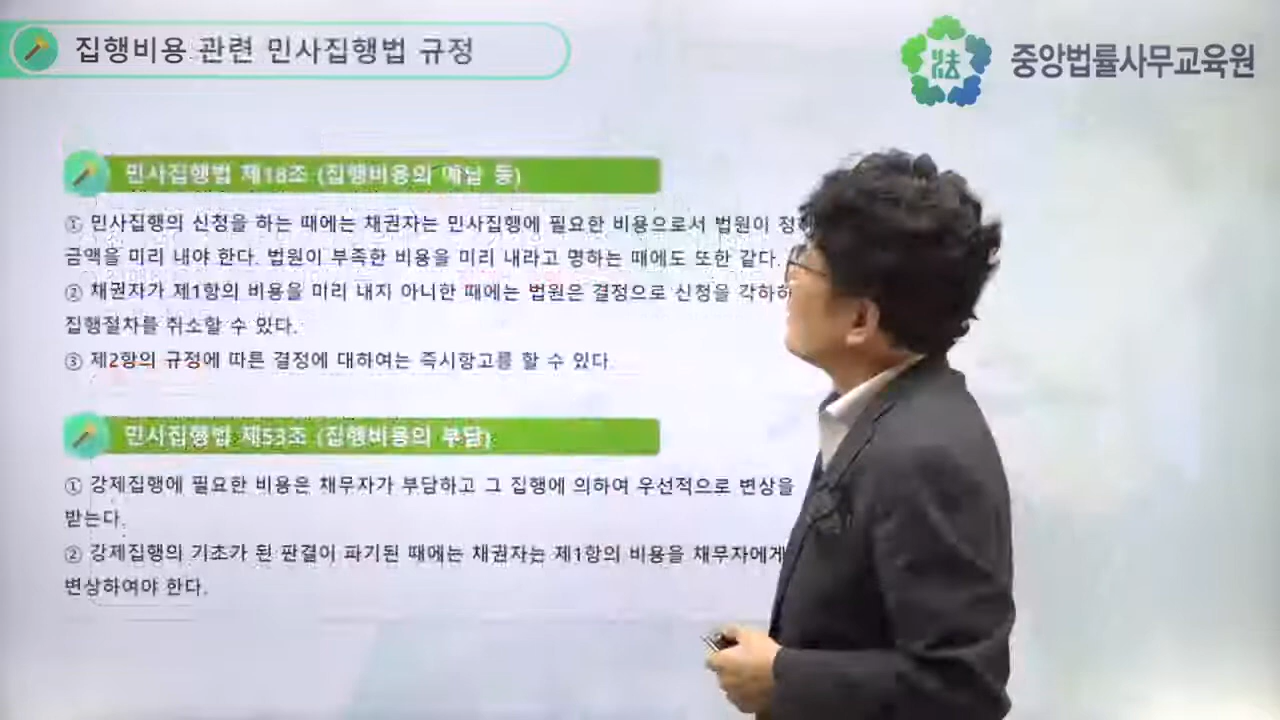 집행비용 관련 민사집행법 규정
法
중앙법률사무교육원
민사집행법 제18조 (집행비용의 예납 등)
① 민사집행의 신청을 하는 때에는 채권자는 민사집행에 필요한 비용으로서 법원이
금액을 미리 내야 한다. 법원이 부족한 비용을 미리 내라고 명하는 때에도 또한 같다.
② 채권자가 제1항의 비용을 미리 내지 아니한 때에는 법원은 결정으로 신청을
집행절차를 취소할 수 있다.
③ 제2항의 규정에 따른 결정에 대하여는 즉시항고를 할 수 있다.
민사집행법 제53조 (집행비용의 부담)
① 강제집행에 필요한 비용은 채무자가 부담하고 그 집행에 의하여 우선적으로 변상을
받는다.
② 강제집행의 기초가 된 판결이 파기된 때에는 채권자는 제1항의 비용을 채무자에게
변상하여야 한다.